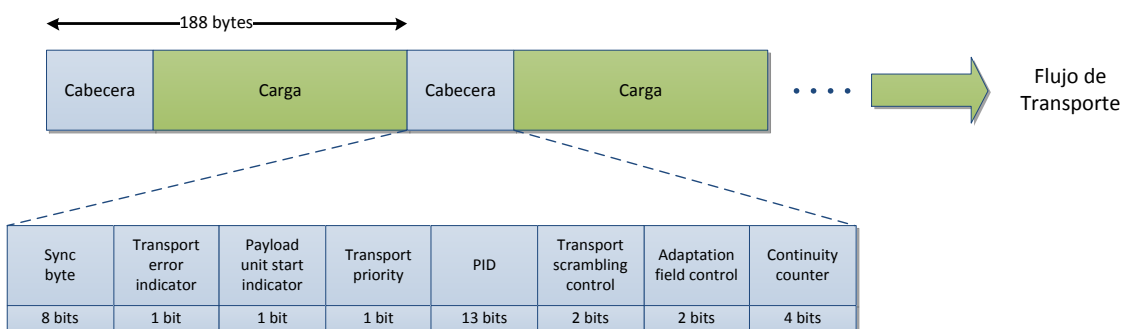 188 bytes
Cabecera
Carga
Cabecera
Carga
Flujo de
Transporte
Sync
byte
Transport
error
indicator
Payload
unit start
indicator
Transport
priority
PID
Transport
scrambling
control
Adaptation
field control
Continuity
counter
8 bits
1 bit
1 bit
1 bit
13 bits
2 bits
2 bits
4 bits